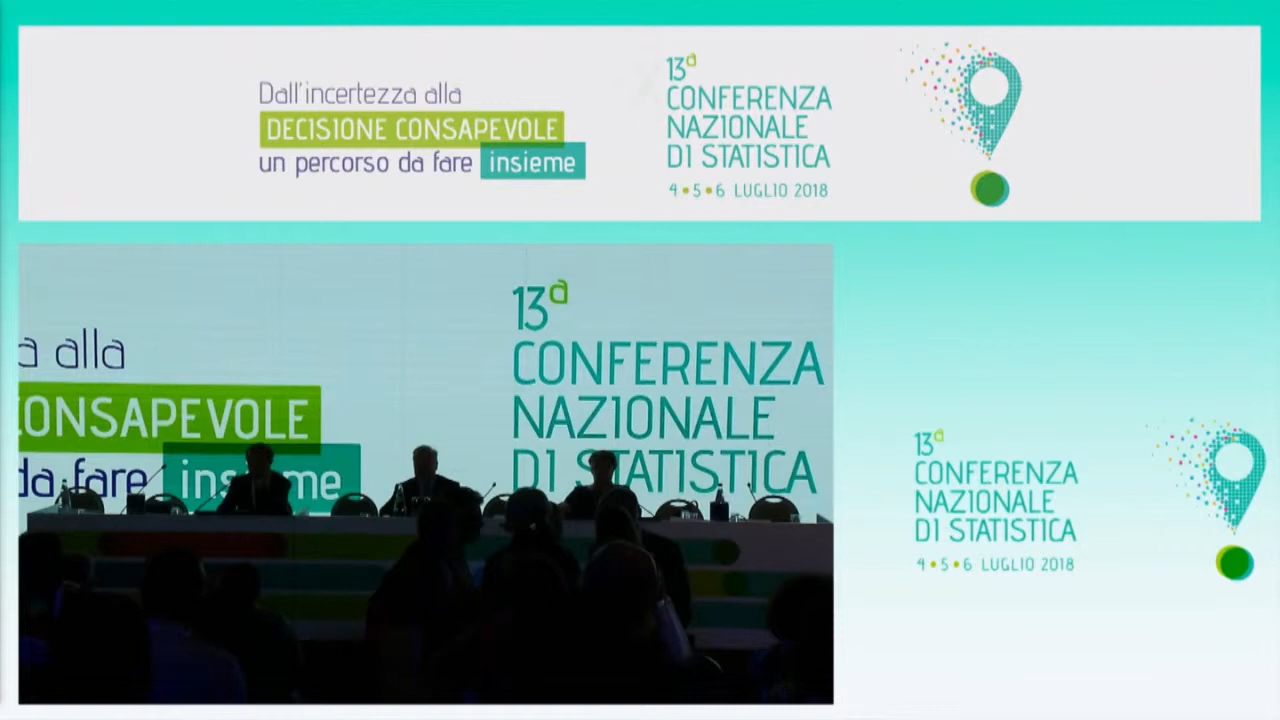 Dall'incertezza alla
DECISIONE CONSAPEVOLE
un percorso da fare insieme
13ª
CONFERENZA
NAZIONALE
DI STATISTICA
4 • 5 • 6 LUGLIO 2018
a alla
CONSAPEVOLE
da fare insieme
13ª
CONFERENZA
NAZIONALE
DI STATISTICA
13ª
CONFERENZA
NAZIONALE
DI STATISTICA
4 • 5 • 6 LUGLIO 2018